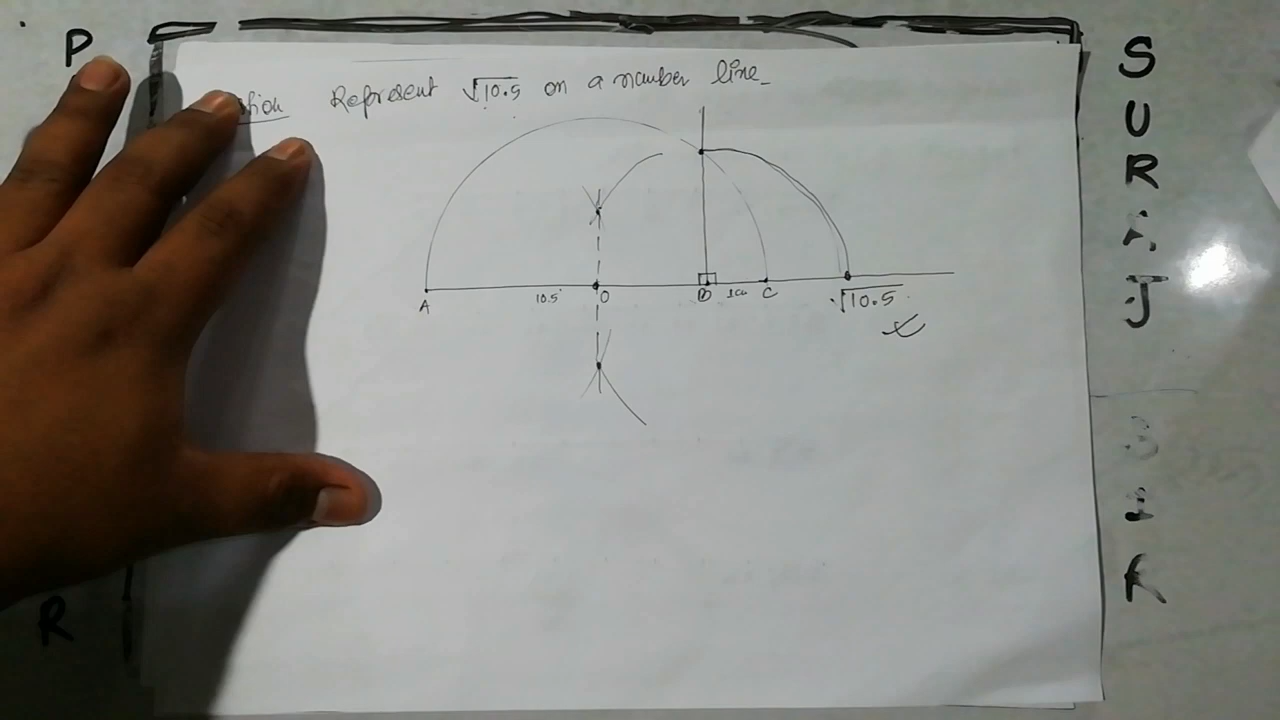 Represent √10.5 on a number line
A 10.5 O B 1cm C √10.5
P
R
S
U
R
J